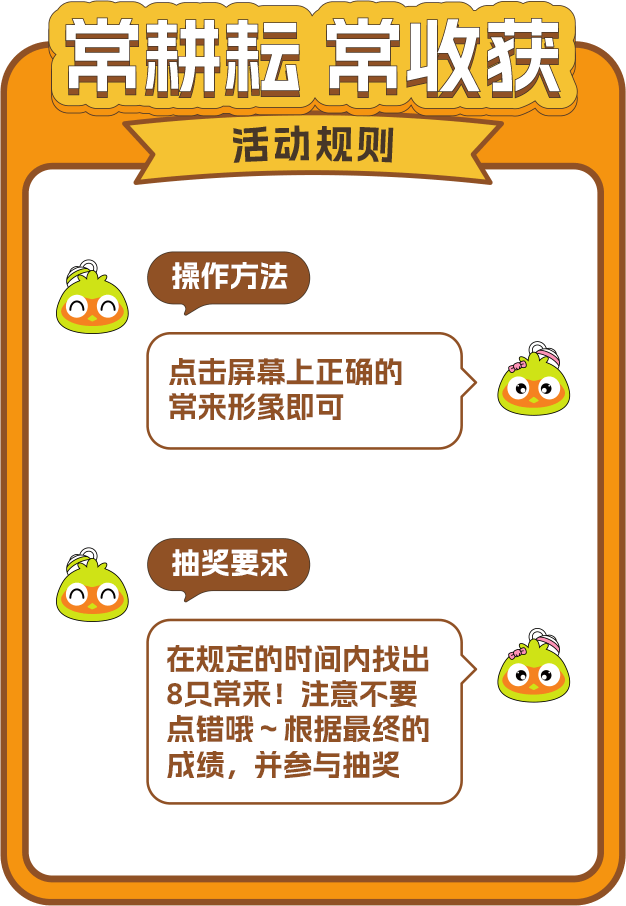 常耕耘 常收获
活动规则
操作方法
点击屏幕上正确的
常来形象即可
抽奖要求
在规定的时间内找出
8只常来！注意不要
点错哦～根据最终的
成绩，并参与抽奖